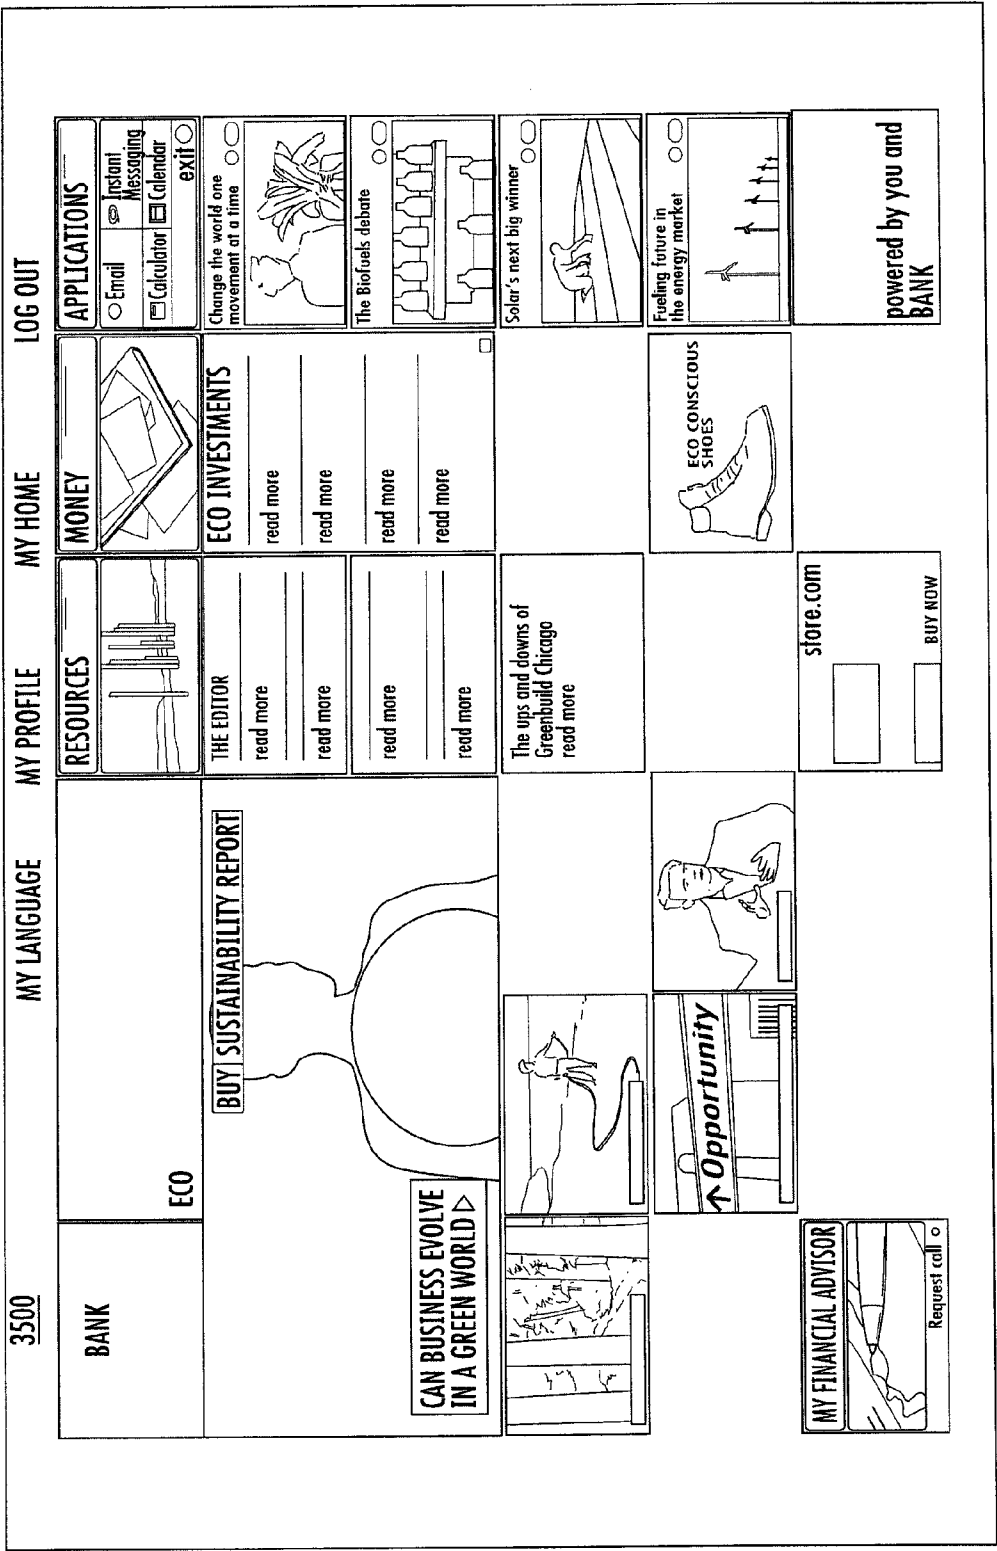 3500
MY LANGUAGE
MY PROFILE
MY HOME
LOG OUT
BANK
ECO
RESOURCES
MONEY
APPLICATIONS
Email
Instant
Messaging
Calculator
Calendar
exit
BUY SUSTAINABILITY REPORT
CAN BUSINESS EVOLVE
IN A GREEN WORLD
THE EDITOR
read more
read more
read more
read more
ECO INVESTMENTS
read more
read more
read more
read more
Change the world one
movement at a time
The Biofuels debate
The ups and downs of
Greenbuild Chicago
read more
Solar's next big winner
Opportunity
ECO CONSCIOUS
SHOES
Fueling future in
the energy market
MY FINANCIAL ADVISOR
Request call
store.com
BUY NOW
powered by you and
BANK